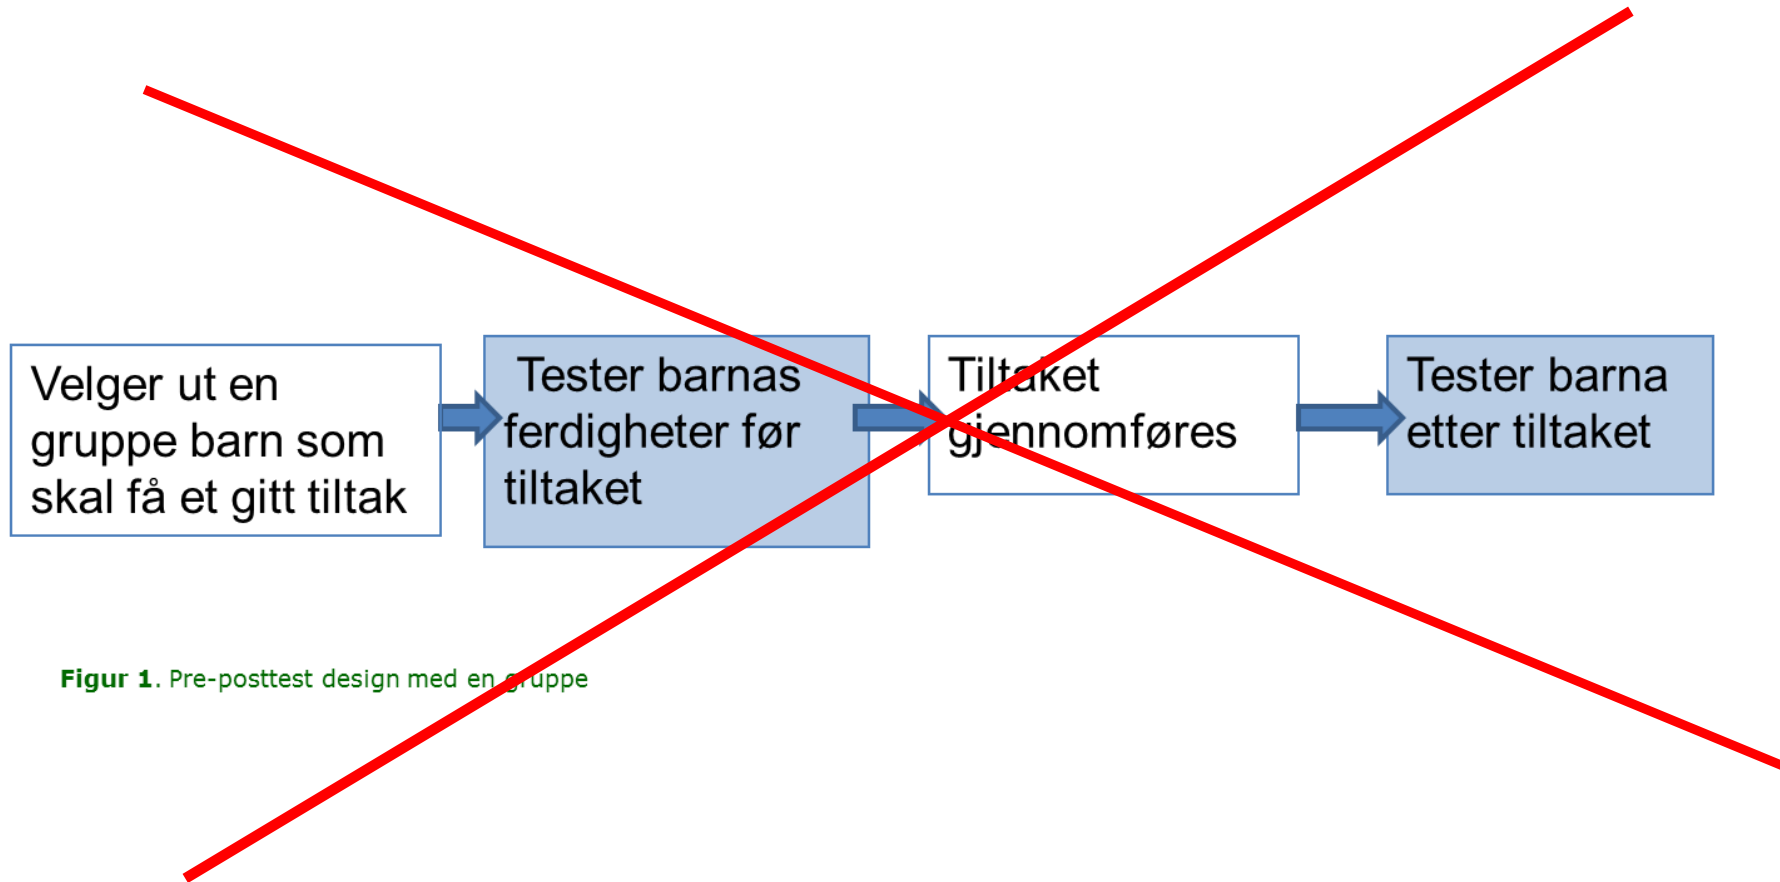 Velger ut en
gruppe barn som
skal få et gitt tiltak
Tester barnas
ferdigheter før
tiltaket
Tiltaket
gjennomføres
Tester barna
etter tiltaket
Figur 1. Pre-posttest design med en gruppe